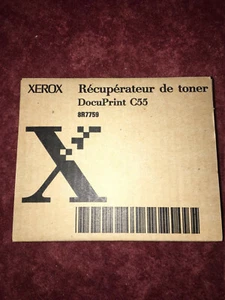 XEROX
Récupérateur de toner
DocuPrint C55
8R7759
X